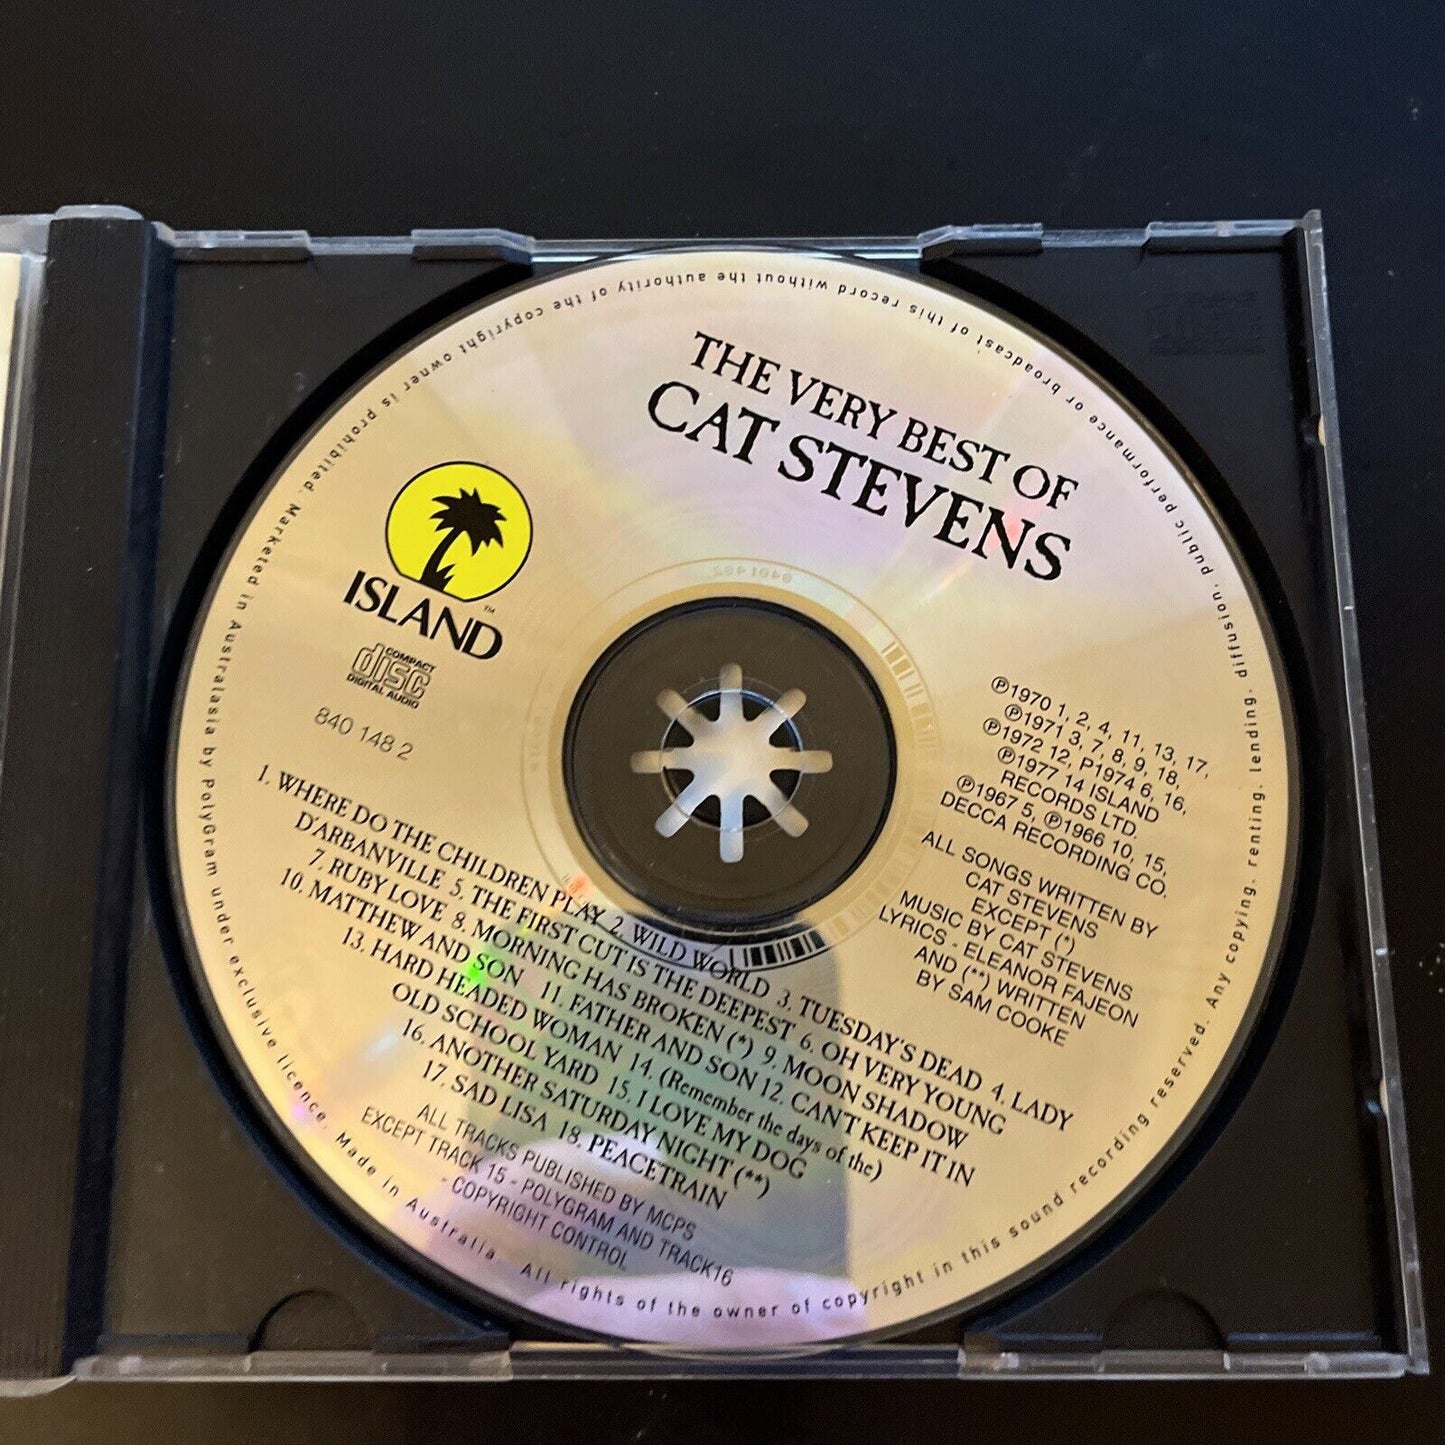 THE VERY BEST OF
CAT STEVENS
ISLAND
TM
COMPACT
disc
DIGITAL AUDIO
840 148 2
℗1970 1, 2, 4, 11, 13, 17,
℗1971 3, 7, 8, 9, 18,
℗1972 12, P1974 6, 16,
℗1977 14 ISLAND
RECORDS LTD.
℗1967 5, ℗1966 10, 15,
DECCA RECORDING CO.
ALL SONGS WRITTEN BY
CAT STEVENS
EXCEPT (*)
MUSIC BY CAT STEVENS
LYRICS - ELEANOR FAJEON
AND (**) WRITTEN
BY SAM COOKE
1. WHERE DO THE CHILDREN PLAY 2. WILD WORLD 3. TUESDAY'S DEAD 4. LADY
D'ARBANVILLE 5. THE FIRST CUT IS THE DEEPEST 6. OH VERY YOUNG
7. RUBY LOVE 8. MORNING HAS BROKEN (*) 9. MOON SHADOW
10. MATTHEW AND SON 11. FATHER AND SON 12. CAN'T KEEP IT IN
13. HARD HEADED WOMAN 14. (Remember the days of the)
OLD SCHOOL YARD 15. I LOVE MY DOG
16. ANOTHER SATURDAY NIGHT (**)
17. SAD LISA 18. PEACETRAIN
ALL TRACKS PUBLISHED BY MCPS
EXCEPT TRACK 15 - POLYGRAM AND TRACK16
- COPYRIGHT CONTROL
All rights of the owner of copyright in this sound recording reserved. Any copying, renting, lending, diffusion, public performance or broadcast of this record without the authority of the copyright owner is prohibited. Marketed in Australasia by PolyGram under exclusive licence. Made in Australia.
8401482